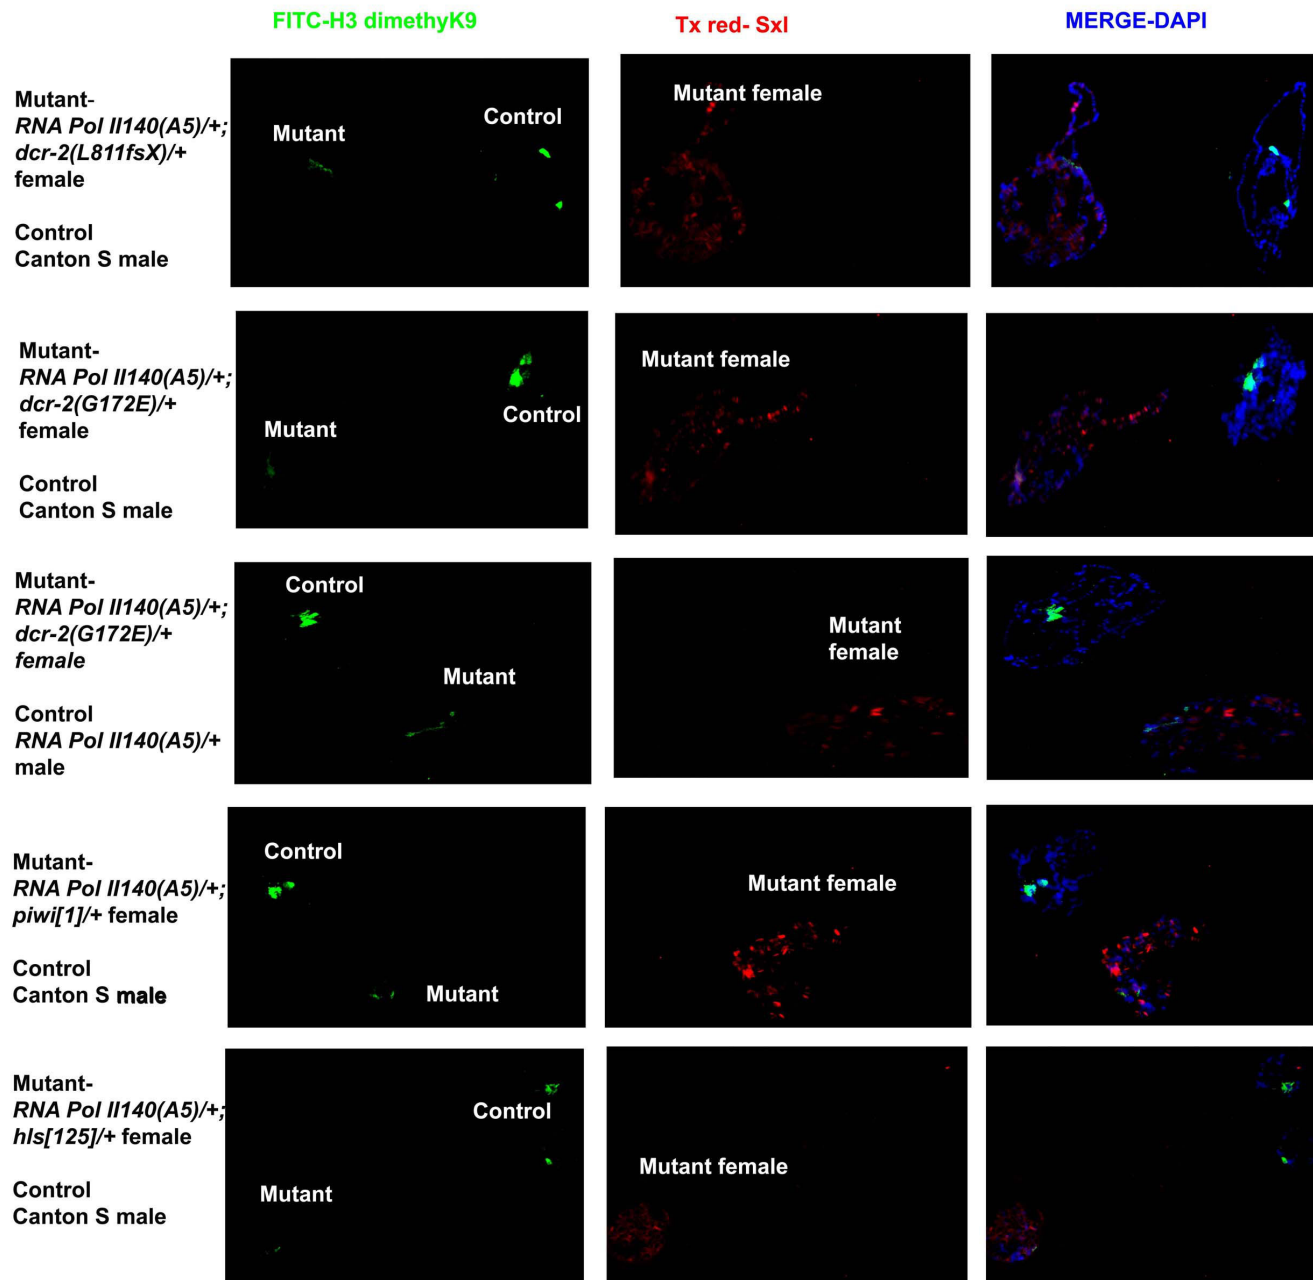 FITC-H3 dimethyK9
Tx red- Sxl
MERGE-DAPI
Mutant-
RNA Pol II140(A5)/+;
dcr-2(L811fsX)/+
female
Control
Canton S male
Mutant
Control
Mutant female
Mutant-
RNA Pol II140(A5)/+;
dcr-2(G172E)/+
female
Control
Canton S male
Mutant
Control
Mutant female
Mutant-
RNA Pol II140(A5)/+;
dcr-2(G172E)/+
female
Control
RNA Pol II140(A5)/+
male
Control
Mutant
Mutant
female
Mutant-
RNA Pol II140(A5)/+;
piwi[1]/+ female
Control
Canton S male
Control
Mutant
Mutant female
Mutant-
RNA Pol II140(A5)/+;
hls[125]/+ female
Control
Canton S male
Control
Mutant
Mutant female